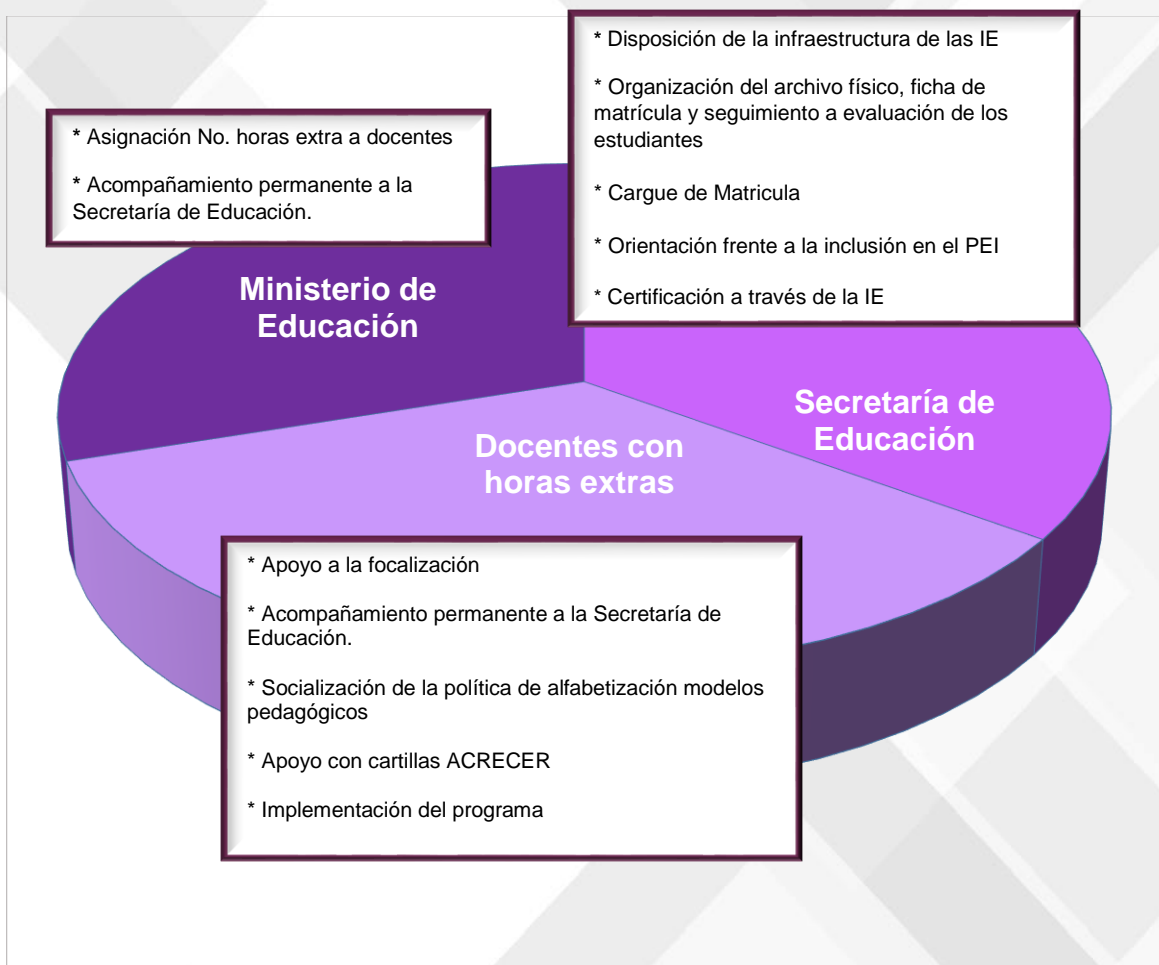 * Asignación No. horas extra a docentes
* Acompañamiento permanente a la
Secretaría de Educación.
Ministerio de
Educación
* Disposición de la infraestructura de las IE
* Organización del archivo físico, ficha de
matrícula y seguimiento a evaluación de los
estudiantes
* Cargue de Matricula
* Orientación frente a la inclusión en el PEI
* Certificación a través de la IE
Secretaría de
Educación
Docentes con
horas extras
* Apoyo a la focalización
* Acompañamiento permanente a la Secretaría de
Educación.
* Socialización de la política de alfabetización modelos
pedagógicos
* Apoyo con cartillas ACRECER
* Implementación del programa